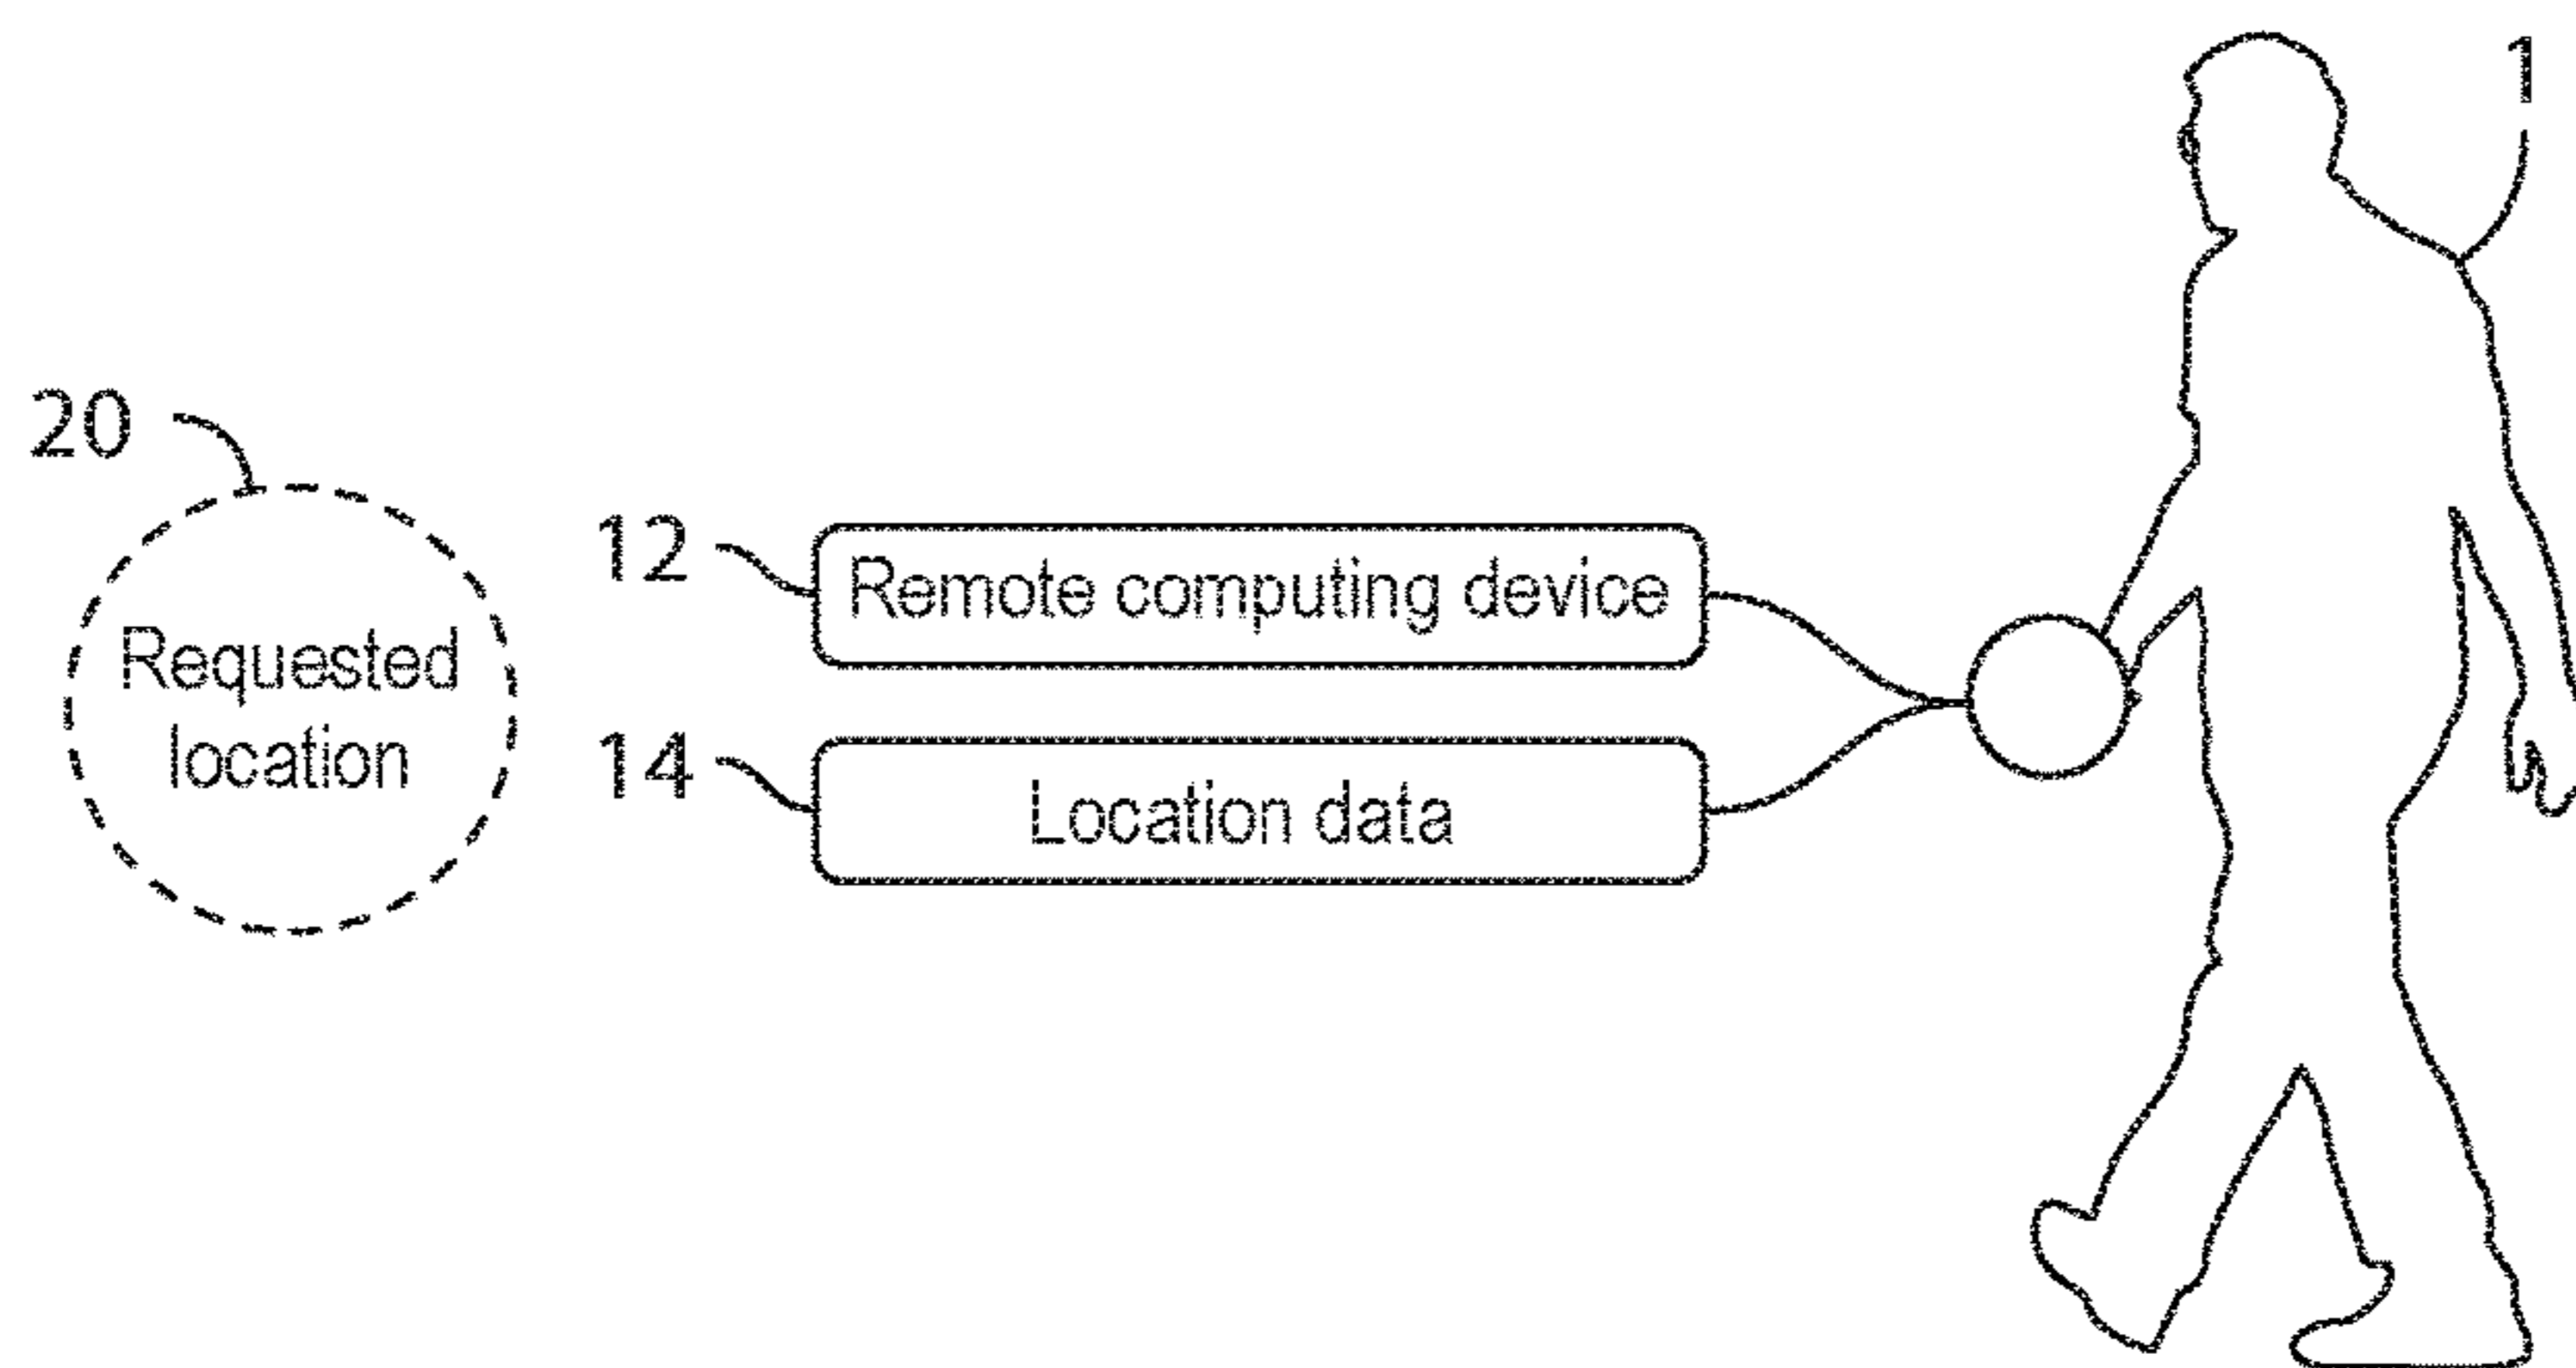 1
20
12
Remote computing device
Requested
location
14
Location data